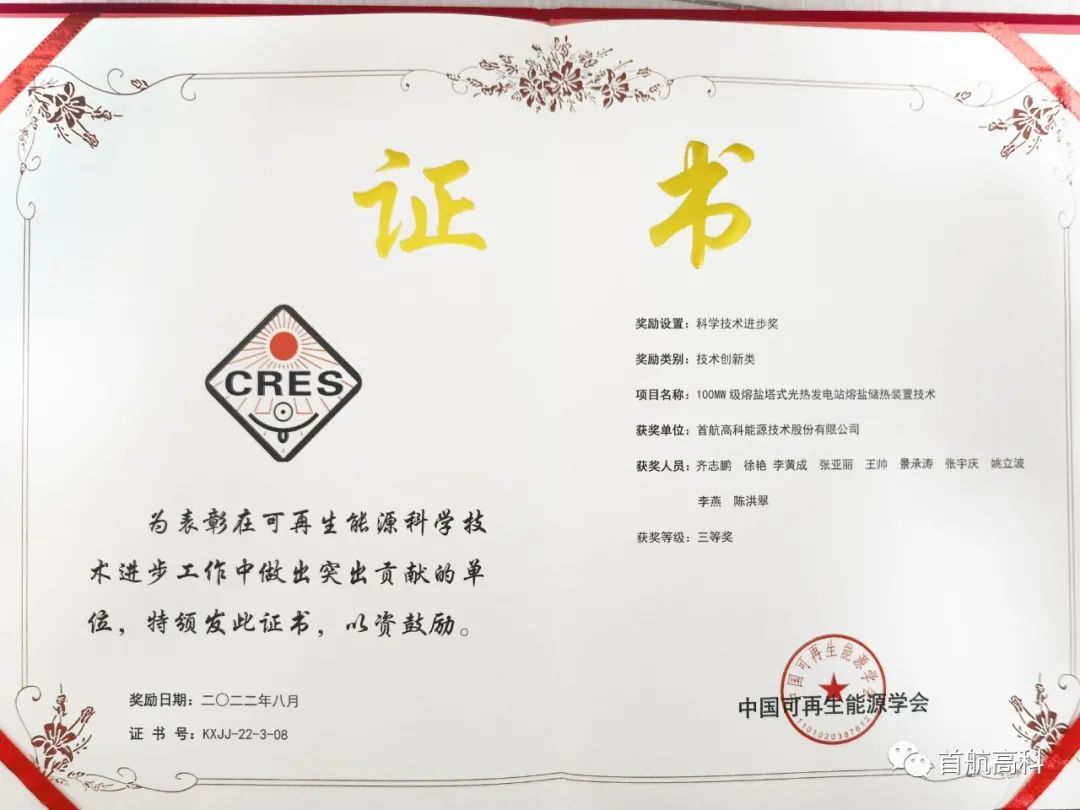 证 书
CRES
为表彰在可再生能源科学技
术进步工作中做出突出贡献的单
位，特颁发此证书，以资鼓励。
奖励日期：二〇二二年八月
证 书 号：KXJJ-22-3-08
奖励设置：科学技术进步奖
奖励类别：技术创新类
项目名称：100MW 级熔盐塔式光热发电站熔盐储热装置技术
获奖单位：首航高科能源技术股份有限公司
获奖人员：齐志鹏 徐艳 李黄成 张亚丽 王帅 景承涛 张宇庆 姚立波
李燕 陈洪翠
获奖等级：三等奖
中国可再生能源学会
中国可再生能源学会
首航高科